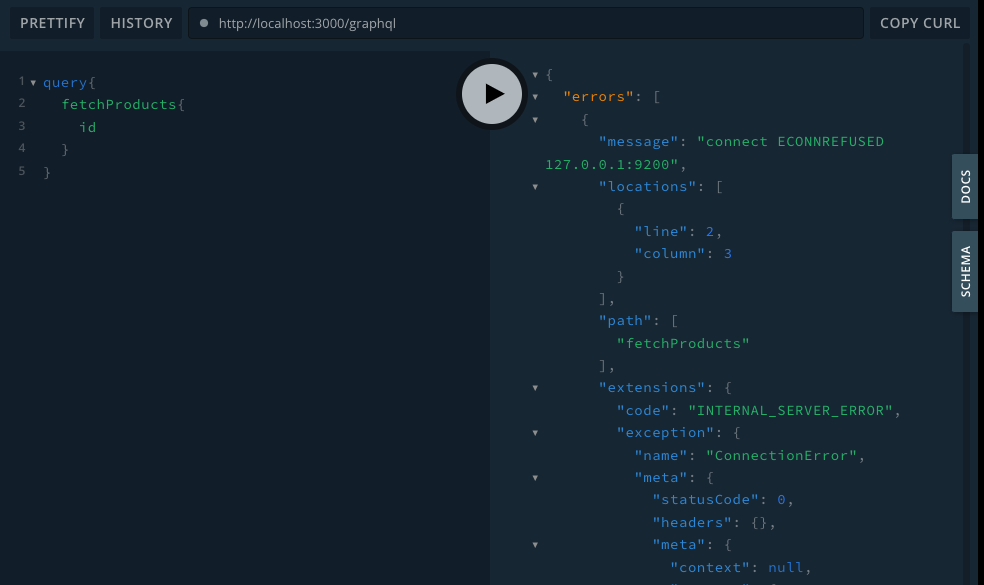 PRETTIFY HISTORY http://localhost:3000/graphql COPY CURL
1 query{
2 fetchProducts{
3 id
4 }
5 }
{
"errors": [
{
"message": "connect ECONNREFUSED
127.0.0.1:9200",
"locations": [
{
"line": 2,
"column": 3
}
],
"path": [
"fetchProducts"
],
"extensions": {
"code": "INTERNAL_SERVER_ERROR",
"exception": {
"name": "ConnectionError",
"meta": {
"statusCode": 0,
"headers": {},
"meta": {
"context": null,
DOCS
SCHEMA